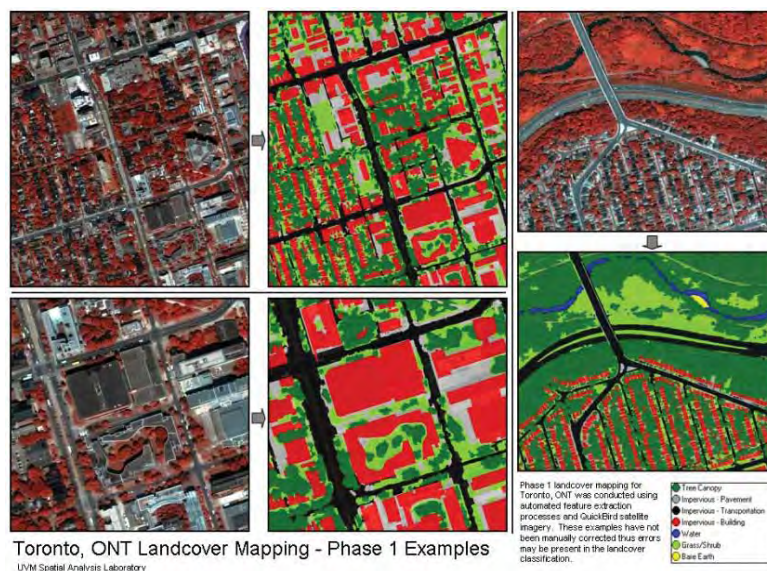 Phase 1 landcover mapping for
Toronto, ONT was conducted using
automated feature extraction
processes and QuickBird satellite
imagery. These examples have not
been manually corrected thus errors
may be present in the landcover
classification.
Tree Canopy
Impervious - Pavement
Impervious - Transportation
Impervious - Building
Water
Grass/Shrub
Bare Earth
Toronto, ONT Landcover Mapping - Phase 1 Examples
UVM Spatial Analysis Laboratory